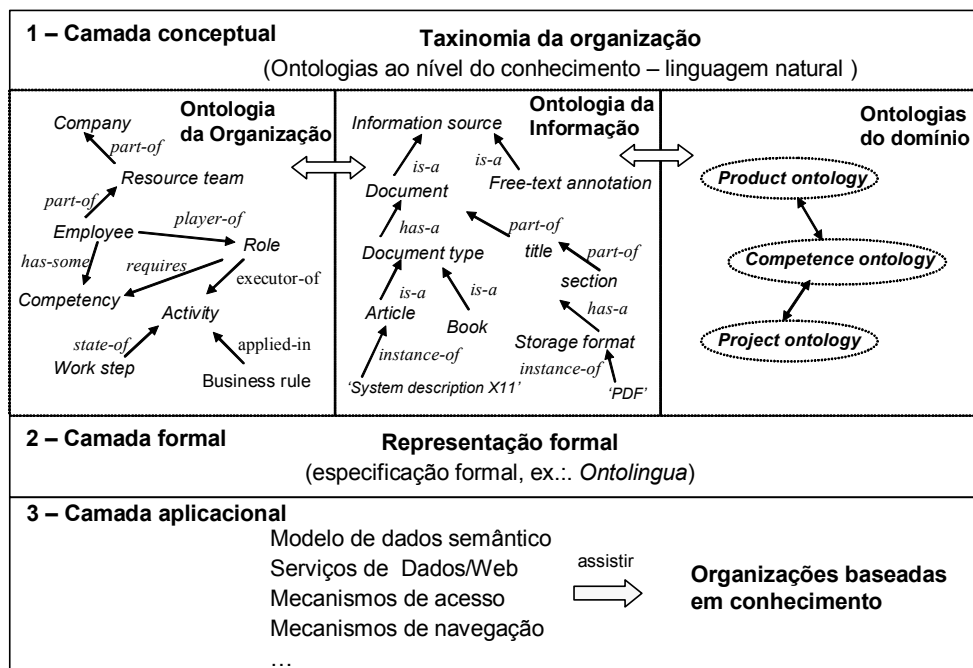 1 – Camada conceptual
Taxinomia da organização
(Ontologias ao nível do conhecimento – linguagem natural )
Ontologia
da Organização
Company
part-of
Resource team
part-of
player-of
Employee
Role
has-some
requires
executor-of
Competency
Activity
state-of
applied-in
Work step
Business rule
Ontologia da
Informação
Information source
is-a
is-a
Document
Free-text annotation
has-a
part-of
Document type
title
part-of
is-a
is-a
section
Article
Book
has-a
Storage format
instance-of
instance-of
'System description X11'
'PDF'
Ontologias
do domínio
Product ontology
Competence ontology
Project ontology
2 – Camada formal
Representação formal
(especificação formal, ex.:. Ontolingua)
3 – Camada aplicacional
Modelo de dados semântico
Serviços de Dados/Web
Mecanismos de acesso
Mecanismos de navegação
…
assistir
Organizações baseadas
em conhecimento